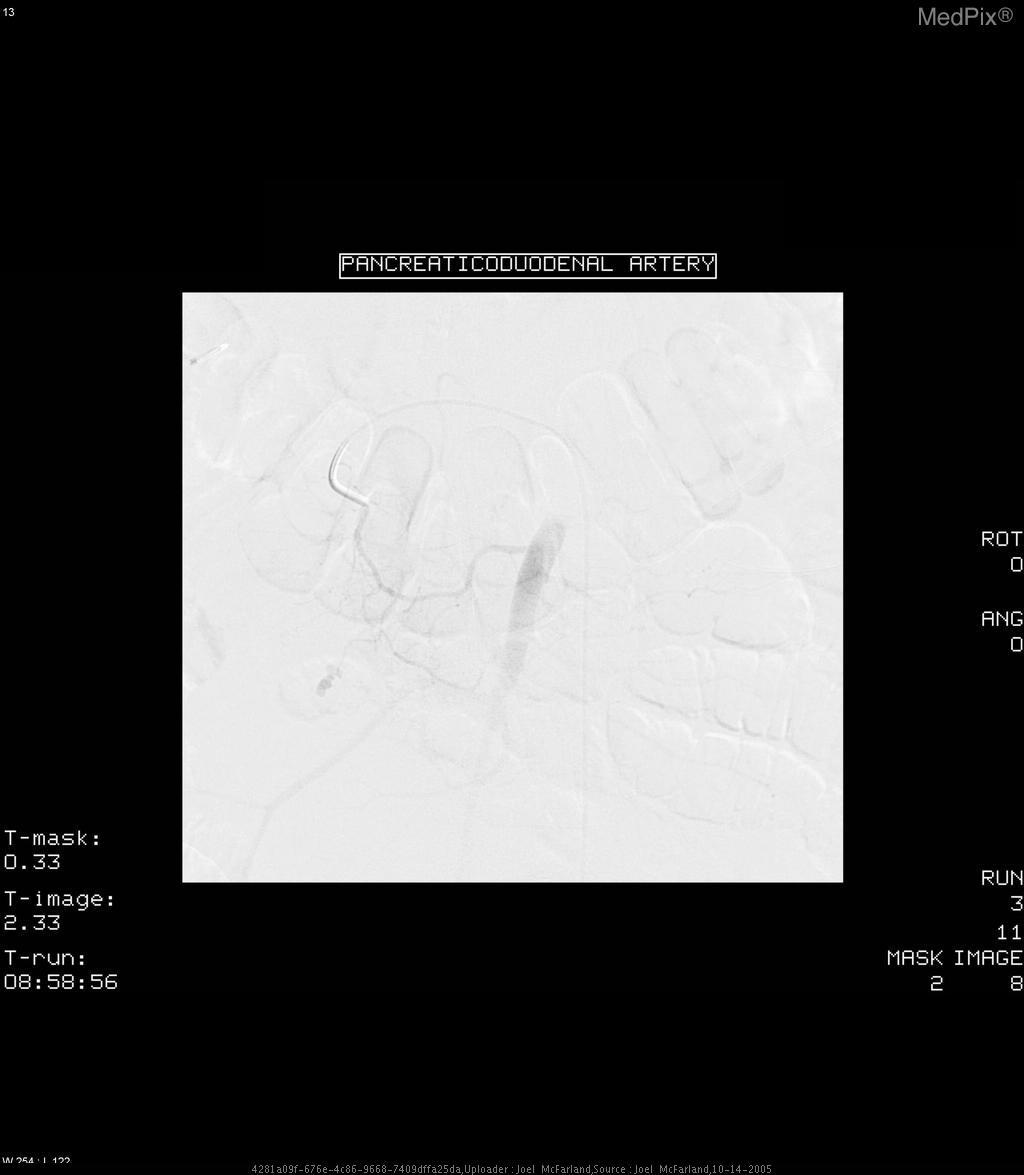 13
MedPix®
PANCREATICODUODENAL ARTERY
ROT
0
ANG
0
T-mask:
0.33
T-image:
2.33
T-run:
08:58:56
RUN
3
11
MASK IMAGE
2 8
W 254 : L 122
4281a09f-676e-4c86-9668-7409dffa25da,Uploader : Joel McFarland,Source : Joel McFarland,10-14-2005